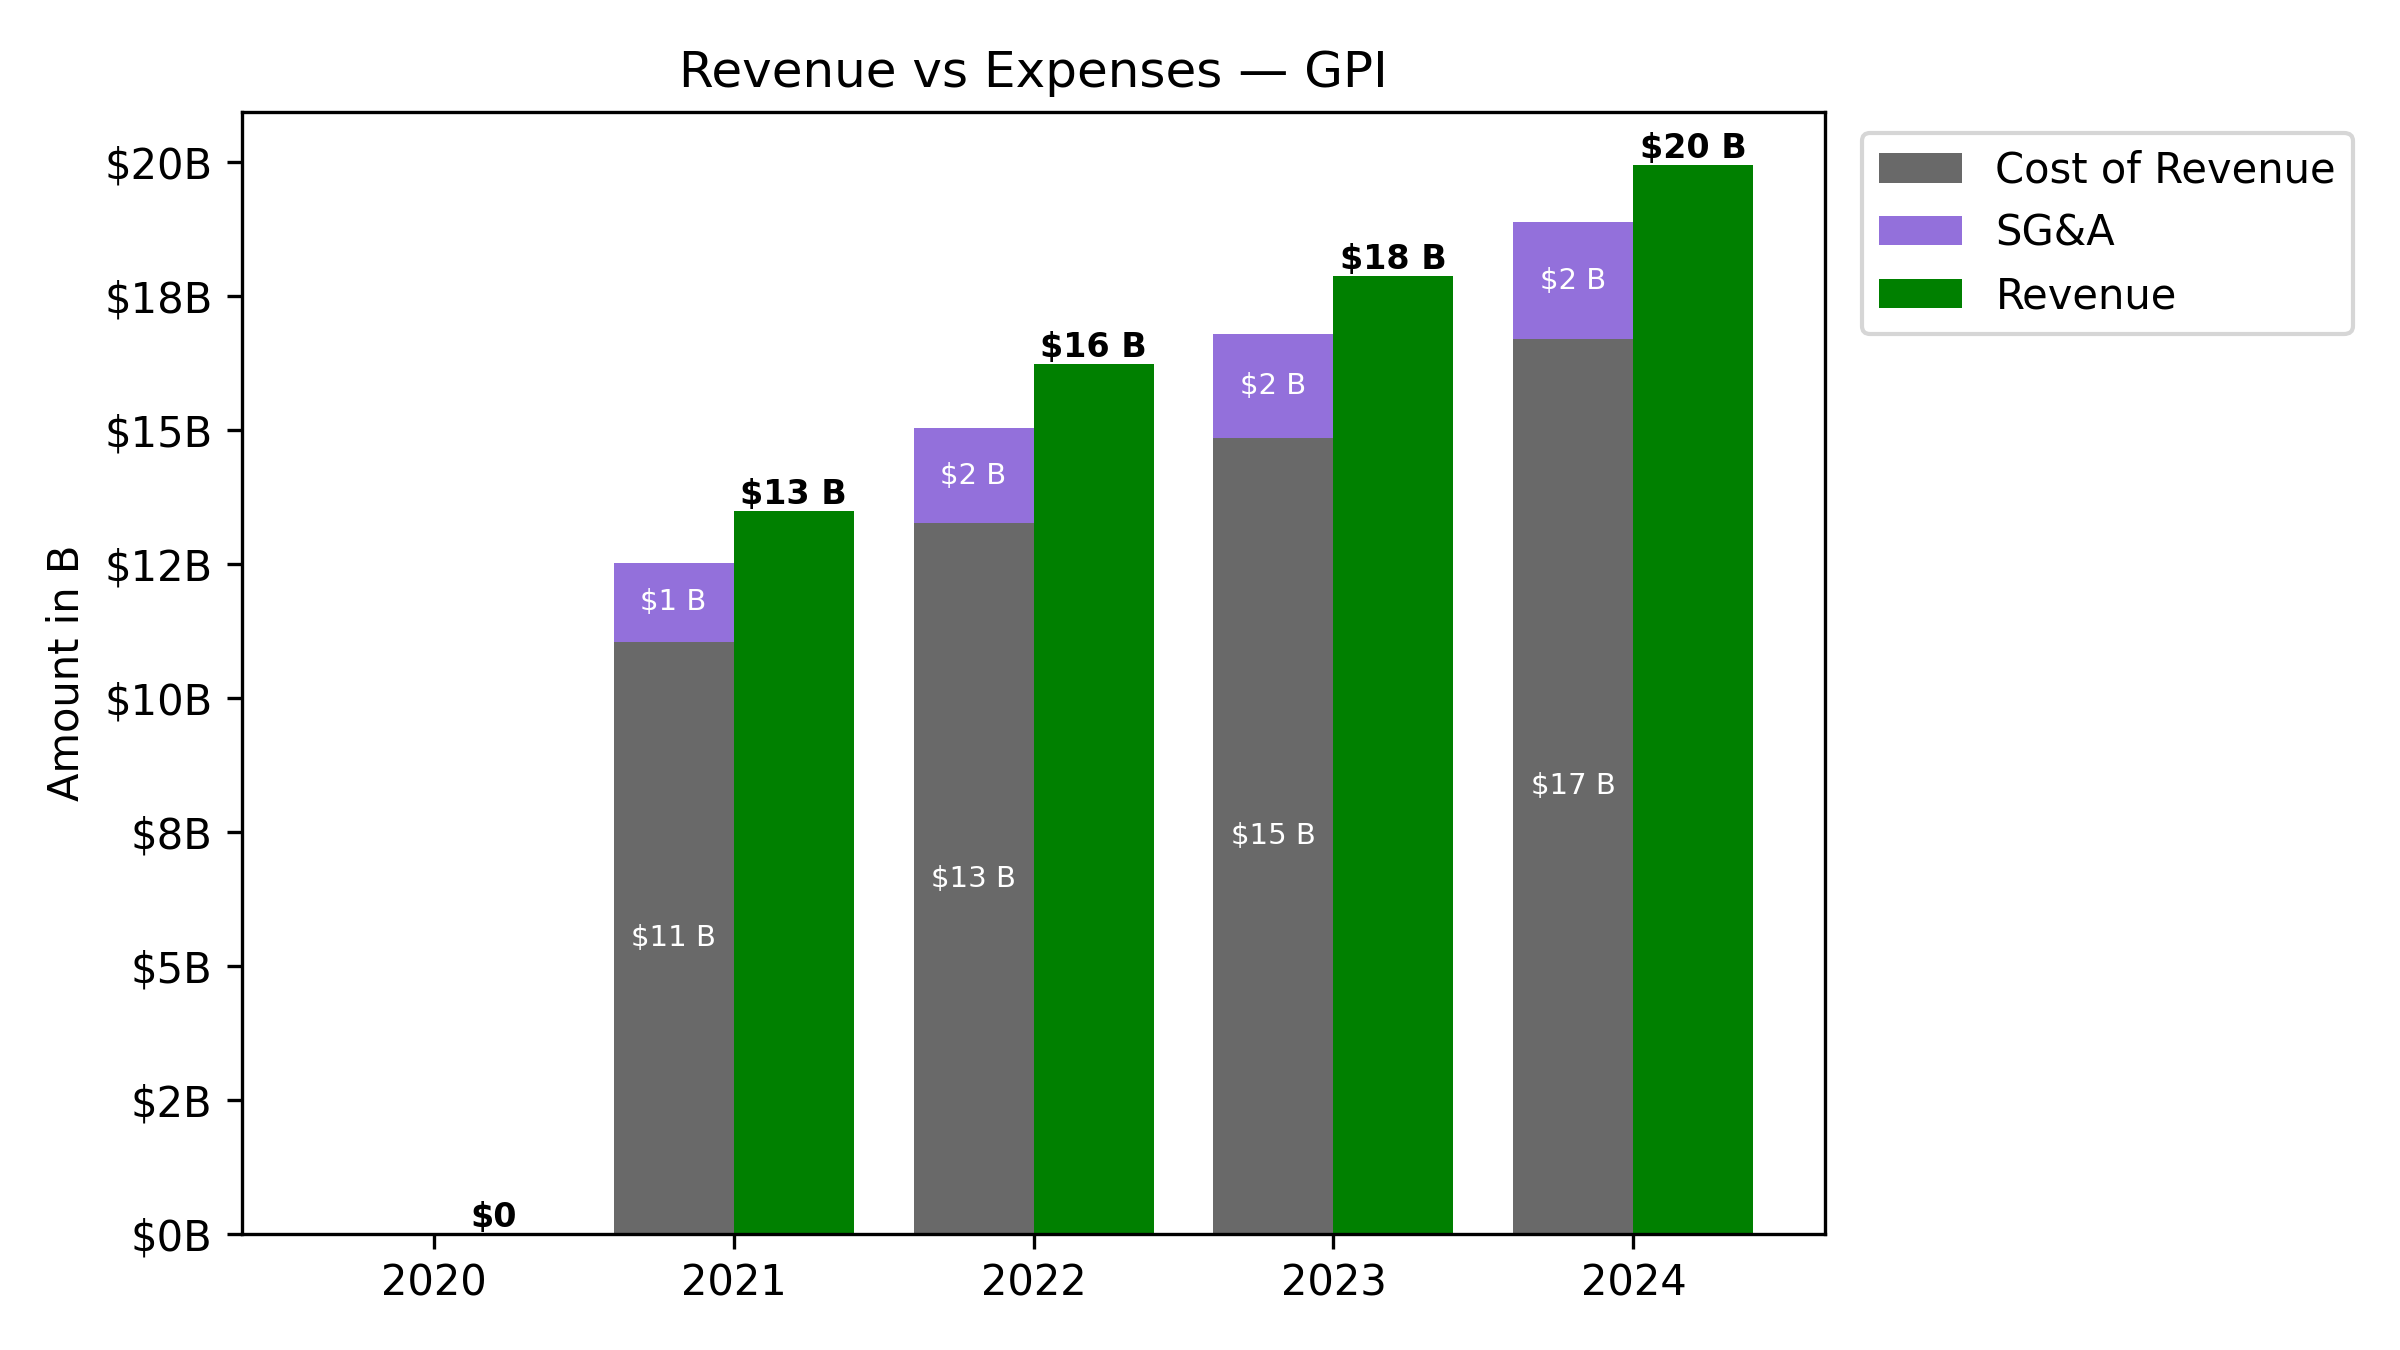 Revenue vs Expenses — GPI
Cost of Revenue
SG&A
Revenue
Amount in B
$20B
$18B
$15B
$12B
$10B
$8B
$5B
$2B
$0B
$0
$11 B
$1 B
$13 B
$13 B
$2 B
$16 B
$15 B
$2 B
$18 B
$17 B
$2 B
$20 B
2020
2021
2022
2023
2024